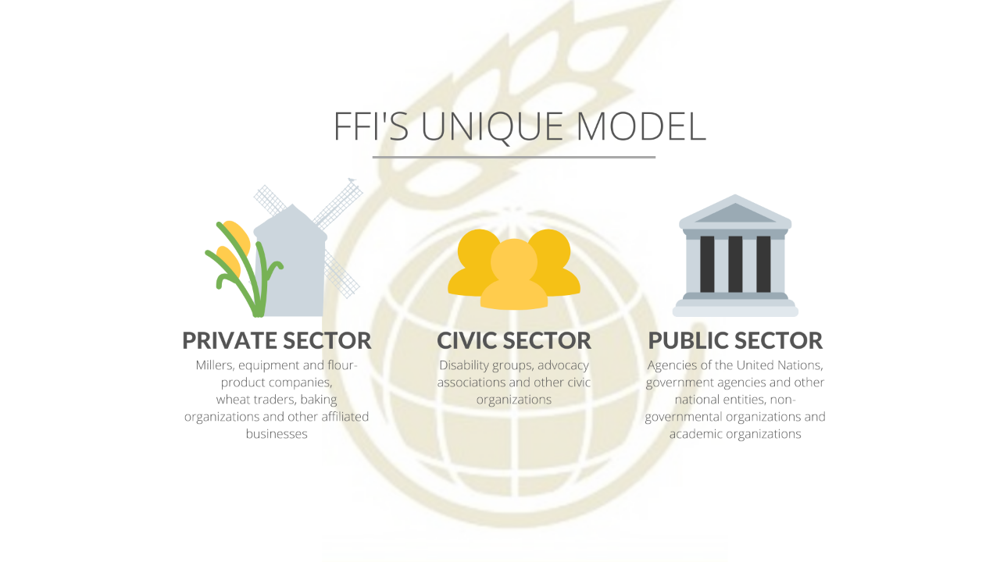 FFI'S UNIQUE MODEL
PRIVATE SECTOR
Millers, equipment and flour-
product companies,
wheat traders, baking
organizations and other affiliated
businesses
CIVIC SECTOR
Disability groups, advocacy
associations and other civic
organizations
PUBLIC SECTOR
Agencies of the United Nations,
government agencies and other
national entities, non-
governmental organizations and
academic organizations